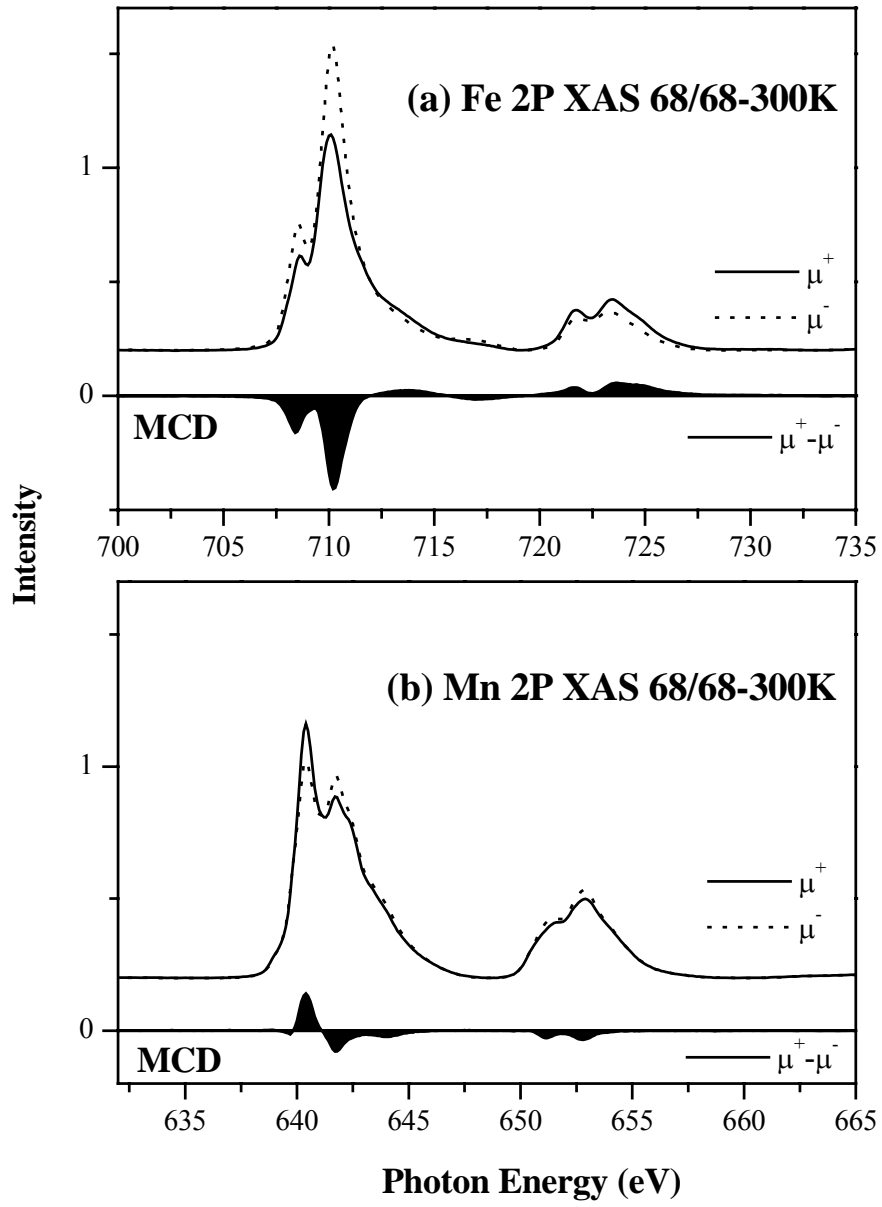 (a) Fe 2P XAS 68/68-300K
1
μ+
μ-
0
MCD
μ+-μ-
700 705 710 715 720 725 730 735
Intensity
(b) Mn 2P XAS 68/68-300K
1
μ+
μ-
0
MCD
μ+-μ-
635 640 645 650 655 660 665
Photon Energy (eV)